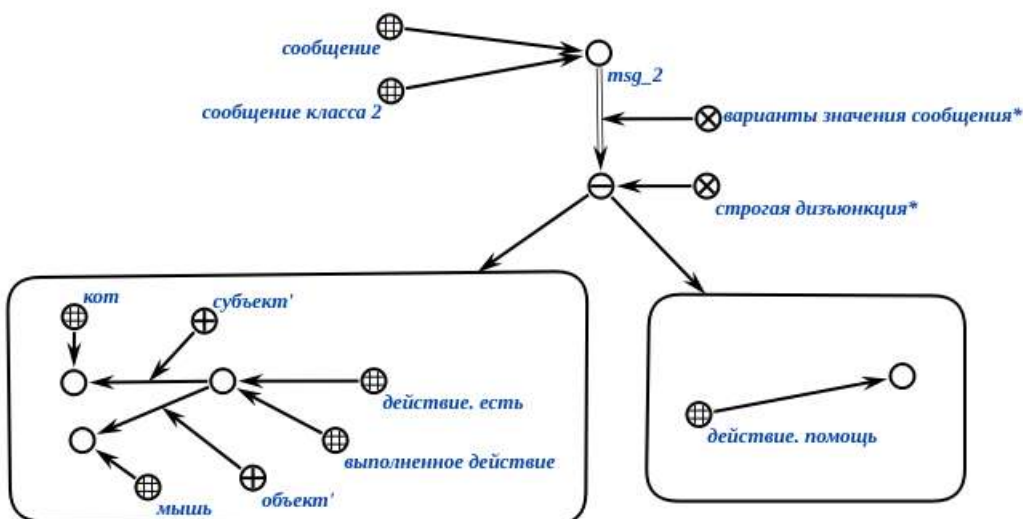 сообщение
msg_2
сообщение класса 2
варианты значения сообщения*
строгая дизъюнкция*
кот
субъект'
действие. есть
действие. помощь
выполненное действие
объект'
мышь